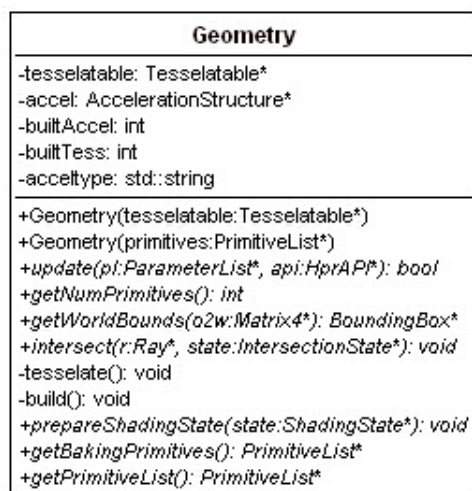 Geometry
-tesselatable: Tesselatable*
-accel: AccelerationStructure*
-builtAccel: int
-builtTess: int
-acceltype: std::string
+Geometry(tesselatable:Tesselatable*)
+Geometry(primitives:PrimitiveList*)
+update(pl:ParameterList*, api:HprAPI*): bool
+getNumPrimitives(): int
+getWorldBounds(o2w:Matrix4*): BoundingBox*
+intersect(r:Ray*, state:IntersectionState*): void
-tesselate(): void
-build(): void
+prepareShadingState(state:ShadingState*): void
+getBakingPrimitives(): PrimitiveList*
+getPrimitiveList(): PrimitiveList*